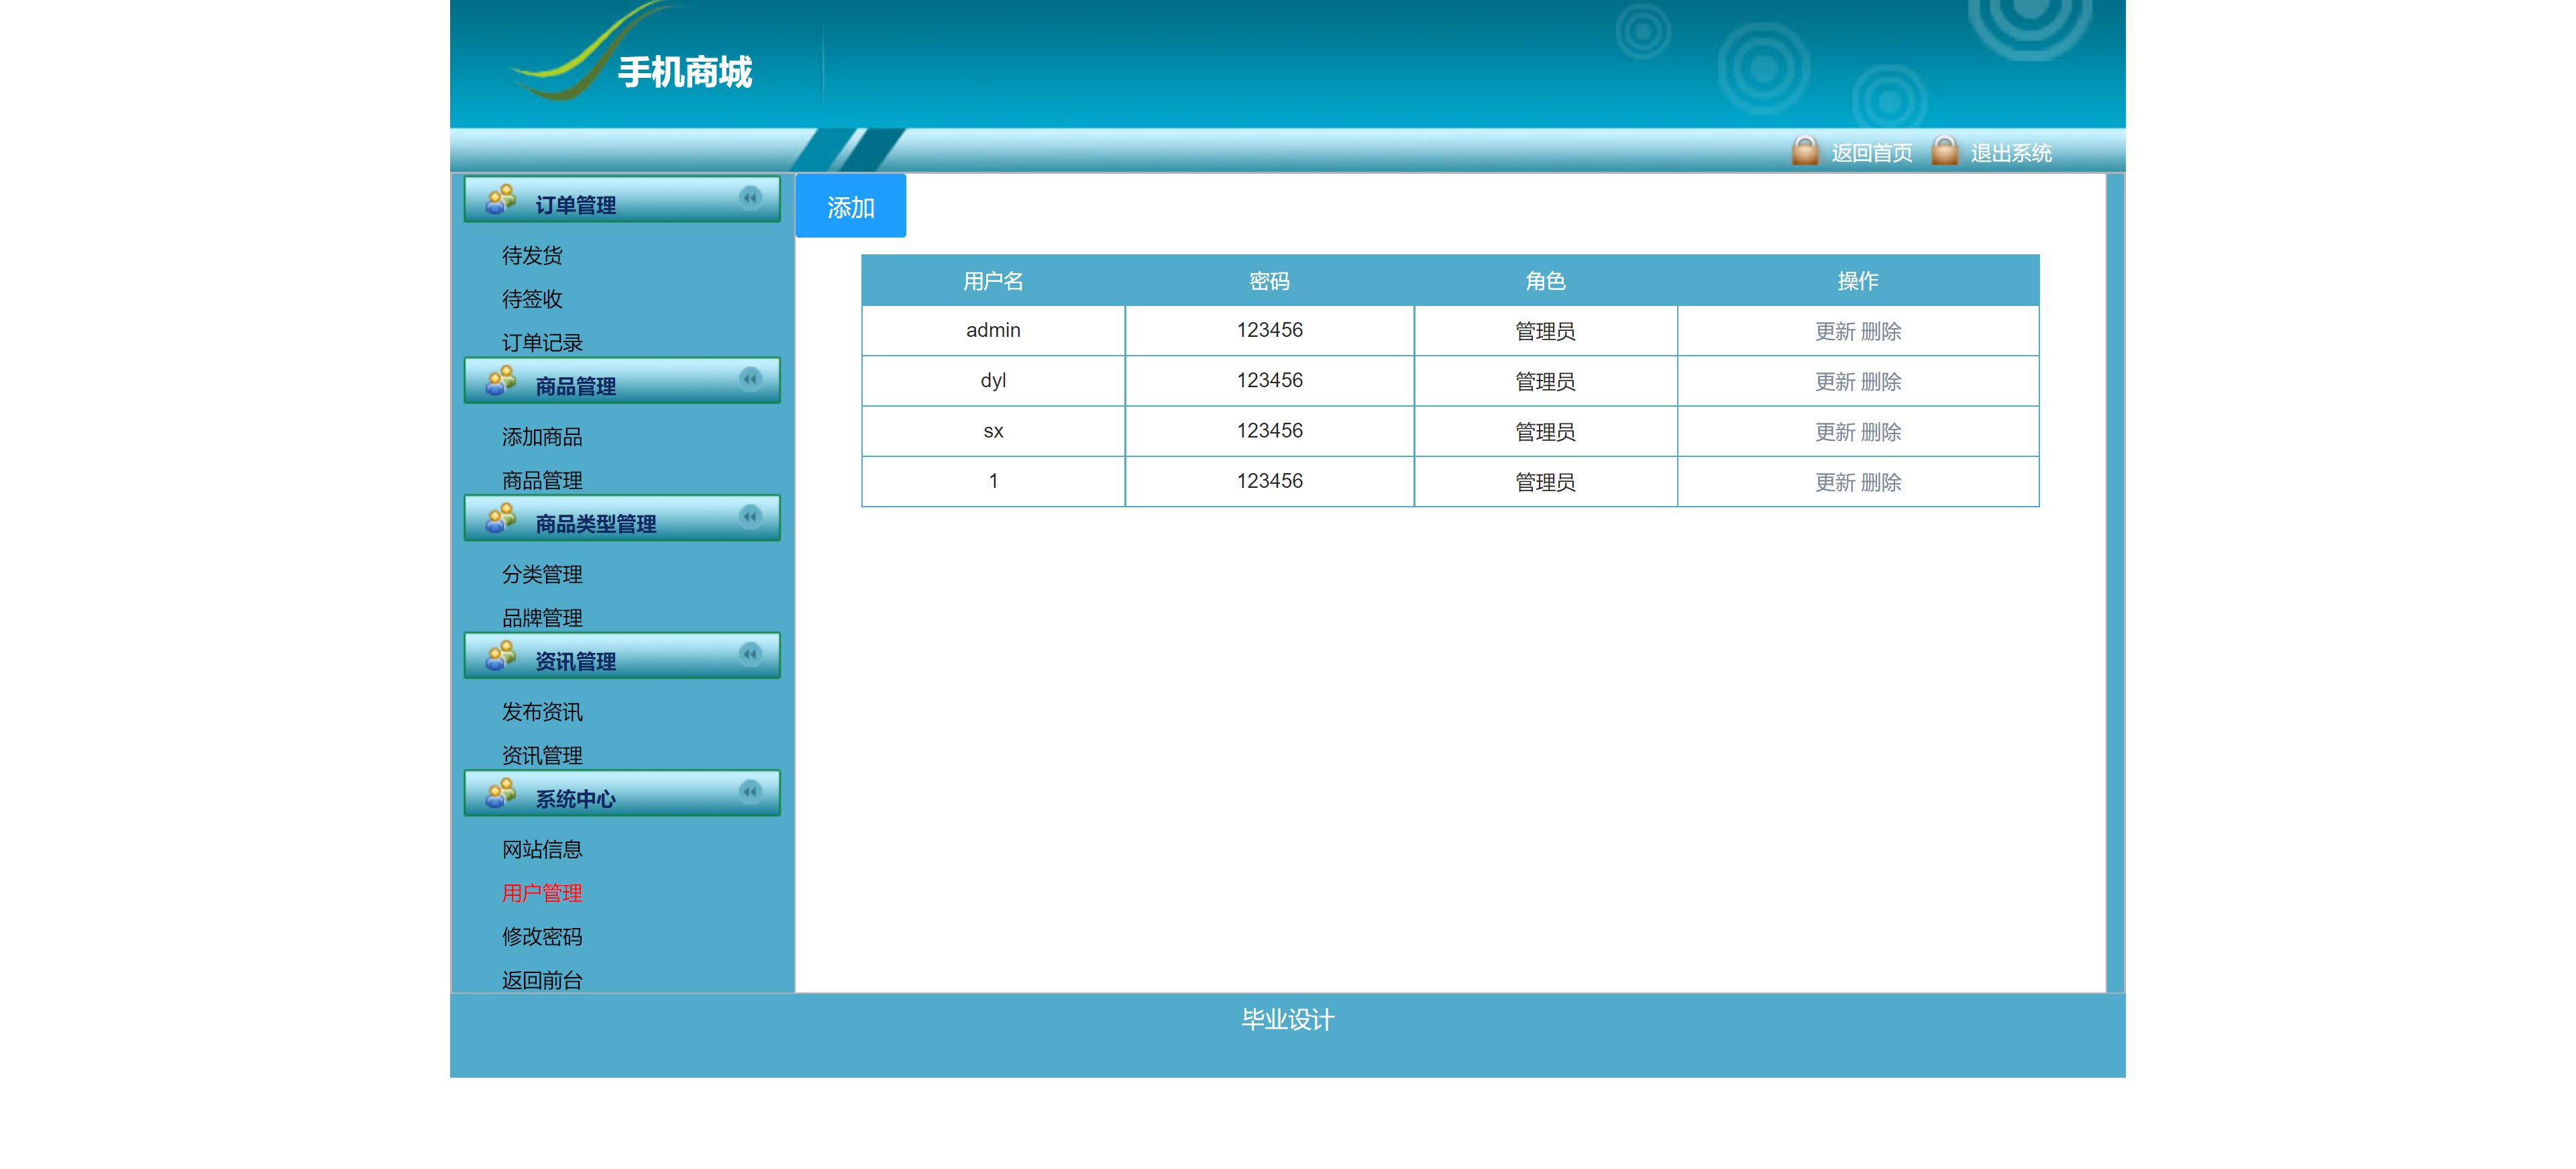 手机商城
返回首页 退出系统
订单管理
待发货
待签收
订单记录
商品管理
添加商品
商品管理
商品类型管理
分类管理
品牌管理
资讯管理
发布资讯
资讯管理
系统中心
网站信息
用户管理
修改密码
返回前台
添加
用户名 密码 角色 操作
admin 123456 管理员 更新 删除
dyl 123456 管理员 更新 删除
sx 123456 管理员 更新 删除
1 123456 管理员 更新 删除
毕业设计